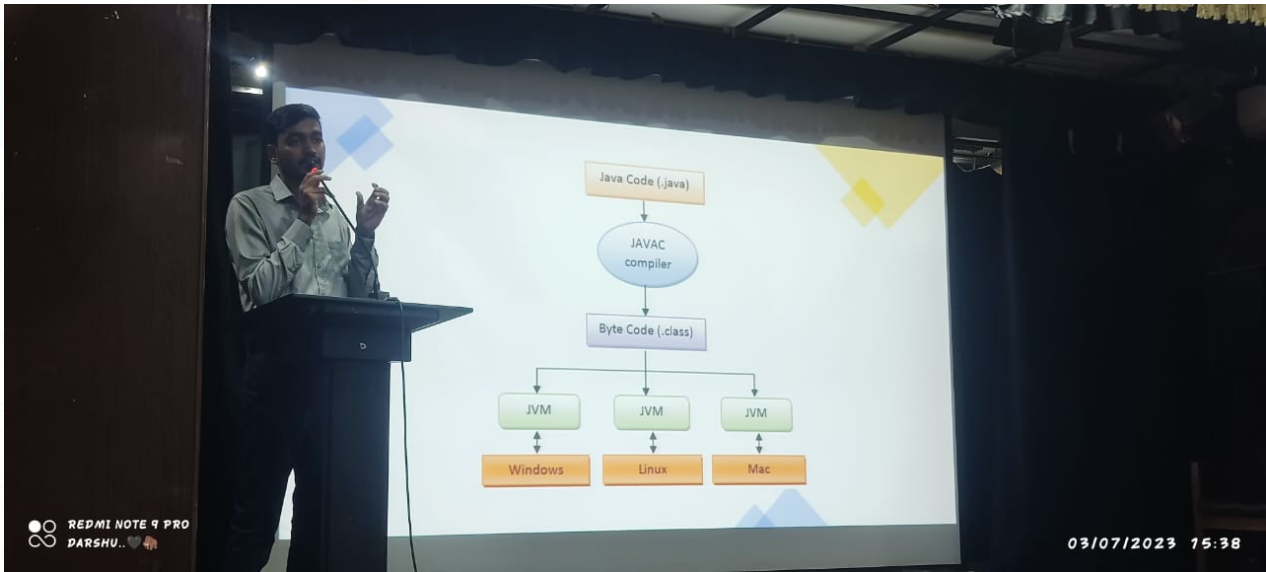 Java Code (.java)
JAVAC
compiler
Byte Code (.class)
JVM JVM JVM
Windows Linux Mac
REDMI NOTE 9 PRO
DARSHU..🖤
03/07/2023 15:38